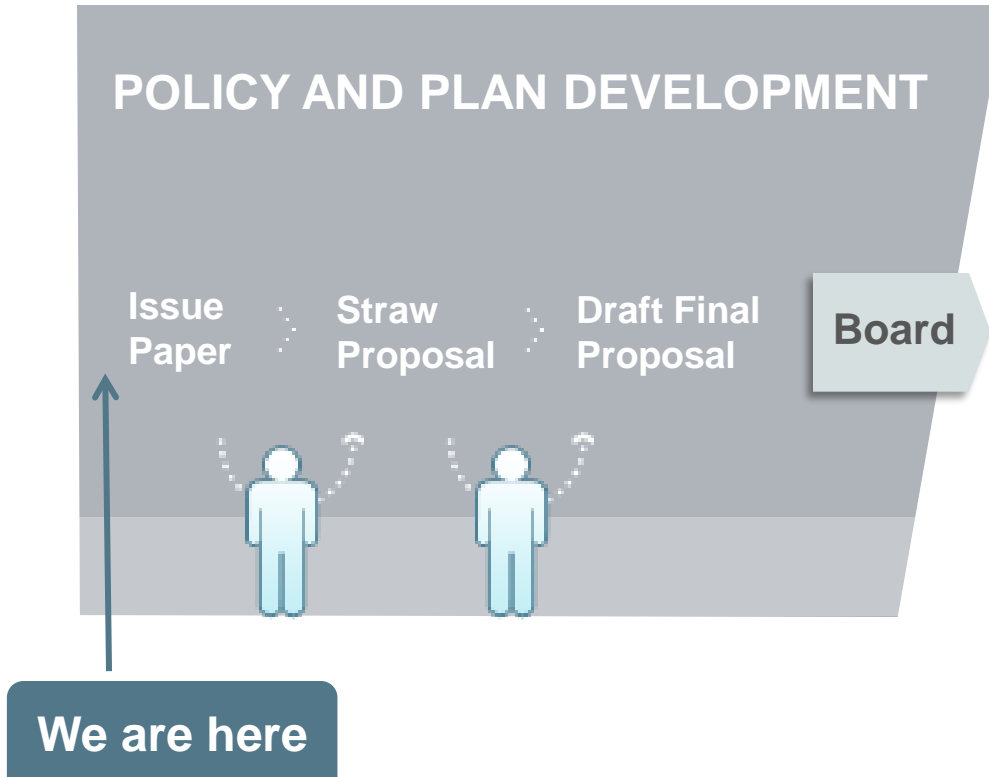 POLICY AND PLAN DEVELOPMENT
Issue
Paper
Straw
Proposal
Draft Final
Proposal
Board
We are here